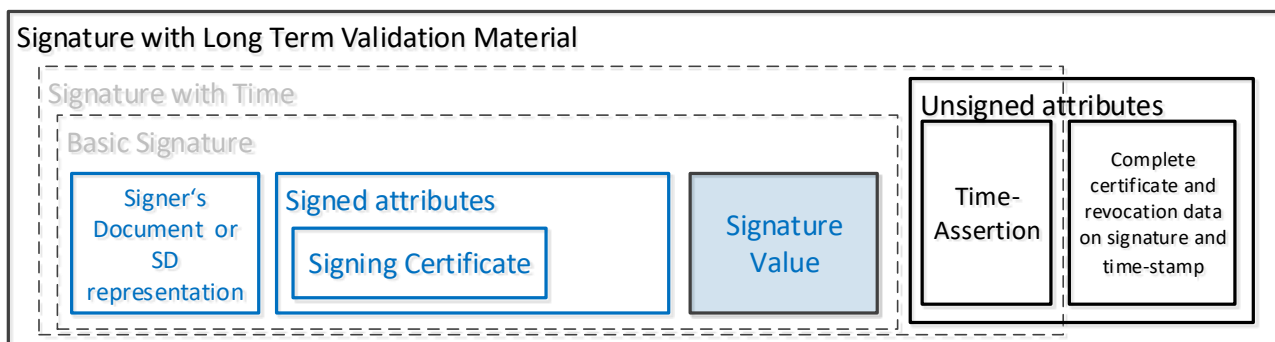 Signature with Long Term Validation Material
Signature with Time
Unsigned attributes
Basic Signature
Signer‘s
Document or
SD
representation
Signed attributes
Signing Certificate
Signature
Value
Time-
Assertion
Complete
certificate and
revocation data
on signature and
time-stamp